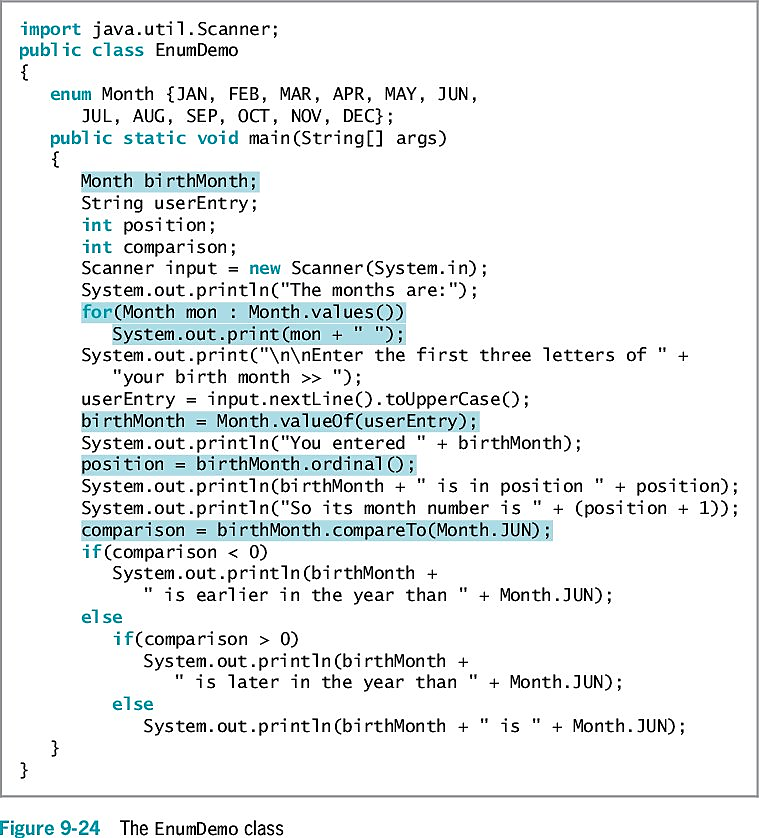 import java.util.Scanner;
public class EnumDemo
{
   enum Month {JAN, FEB, MAR, APR, MAY, JUN,
      JUL, AUG, SEP, OCT, NOV, DEC};
   public static void main(String[] args)
   {
      Month birthMonth;
      String userEntry;
      int position;
      int comparison;
      Scanner input = new Scanner(System.in);
      System.out.println("The months are:");
      for(Month mon : Month.values())
         System.out.print(mon + " ");
      System.out.print("\n\nEnter the first three letters of " +
         "your birth month >> ");
      userEntry = input.nextLine().toUpperCase();
      birthMonth = Month.valueOf(userEntry);
      System.out.println("You entered " + birthMonth);
      position = birthMonth.ordinal();
      System.out.println(birthMonth + " is in position " + position);
      System.out.println("So its month number is " + (position + 1));
      comparison = birthMonth.compareTo(Month.JUN);
      if(comparison < 0)
         System.out.println(birthMonth +
            " is earlier in the year than " + Month.JUN);
      else
         if(comparison > 0)
            System.out.println(birthMonth +
               " is later in the year than " + Month.JUN);
         else
            System.out.println(birthMonth + " is " + Month.JUN);
   }
}
Figure 9-24 The EnumDemo class